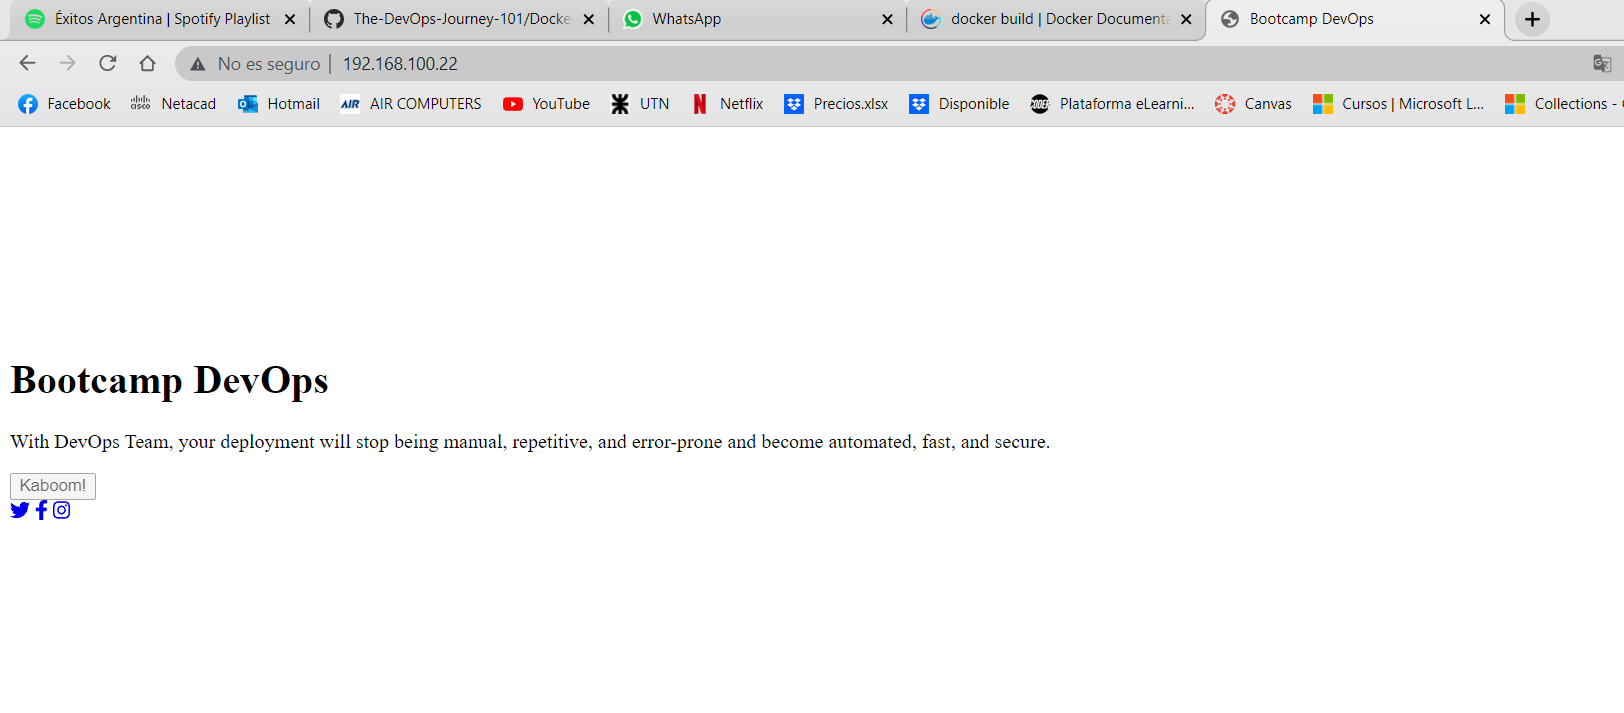 Éxitos Argentina | Spotify Playlist The-DevOps-Journey-101/Docke WhatsApp docker build | Docker Documenta Bootcamp DevOps
No es seguro | 192.168.100.22
Facebook Netacad Hotmail AIR AIR COMPUTERS YouTube UTN Netflix Precios.xlsx Disponible CODER Plataforma eLearni... Canvas Cursos | Microsoft L... Collections -
Bootcamp DevOps
With DevOps Team, your deployment will stop being manual, repetitive, and error-prone and become automated, fast, and secure.
Kaboom!